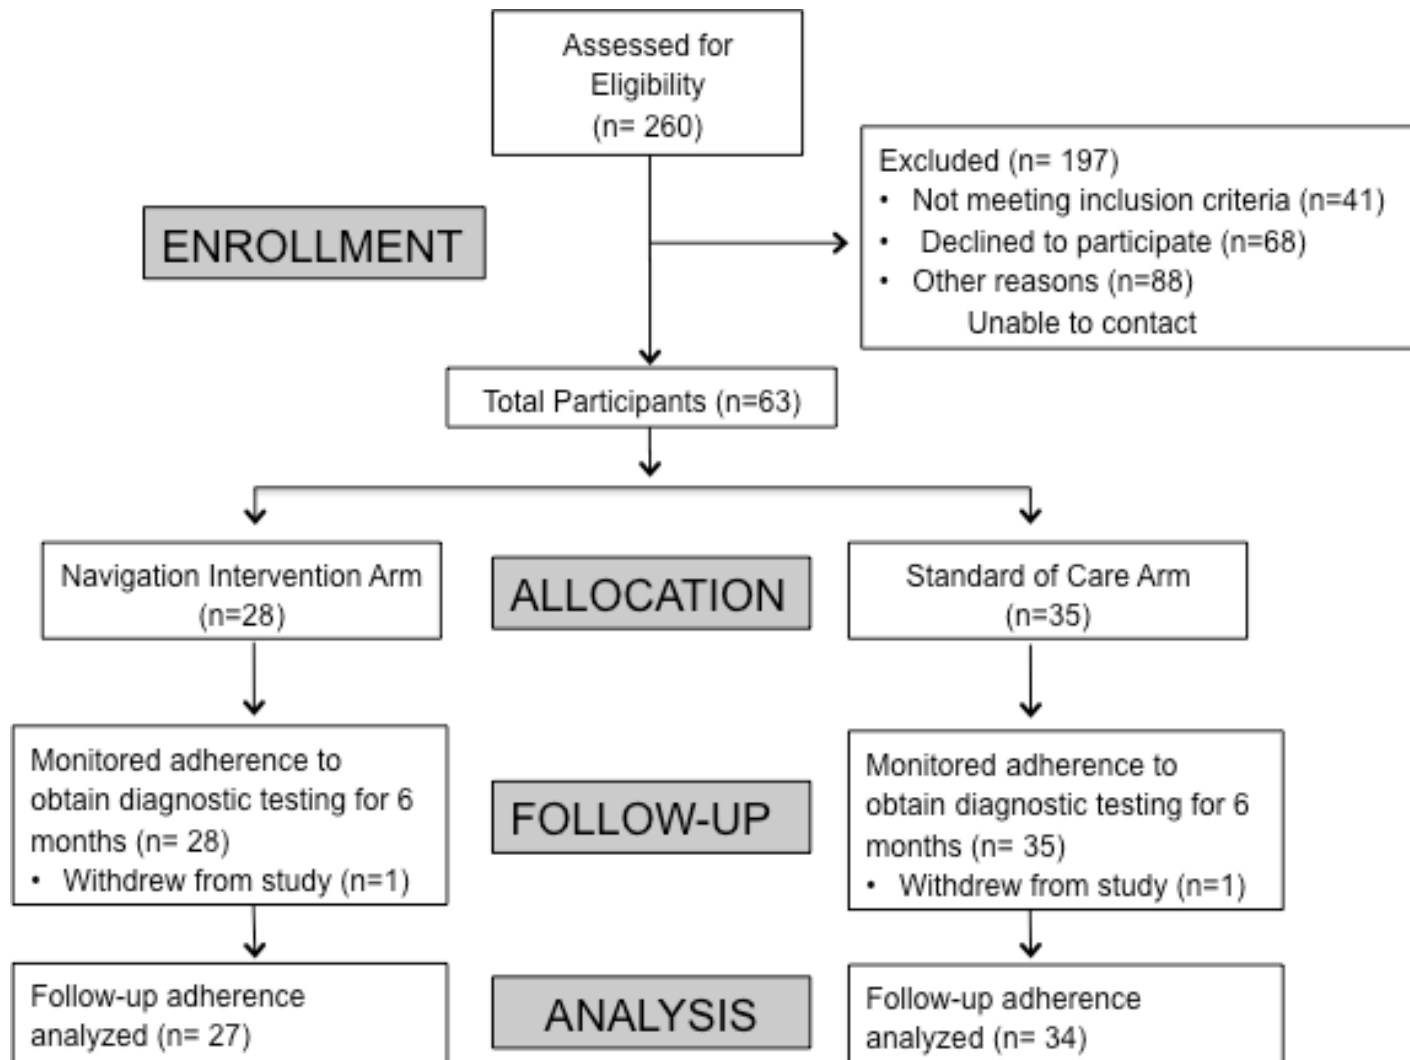 Assessed for
Eligibility
(n= 260)
Excluded (n= 197)
• Not meeting inclusion criteria (n=41)
• Declined to participate (n=68)
• Other reasons (n=88)
Unable to contact
ENROLLMENT
Total Participants (n=63)
Navigation Intervention Arm
(n=28)
ALLOCATION
Standard of Care Arm
(n=35)
Monitored adherence to
obtain diagnostic testing for 6
months (n= 28)
• Withdrew from study (n=1)
FOLLOW-UP
Monitored adherence to
obtain diagnostic testing for 6
months (n= 35)
• Withdrew from study (n=1)
Follow-up adherence
analyzed (n= 27)
ANALYSIS
Follow-up adherence
analyzed (n= 34)